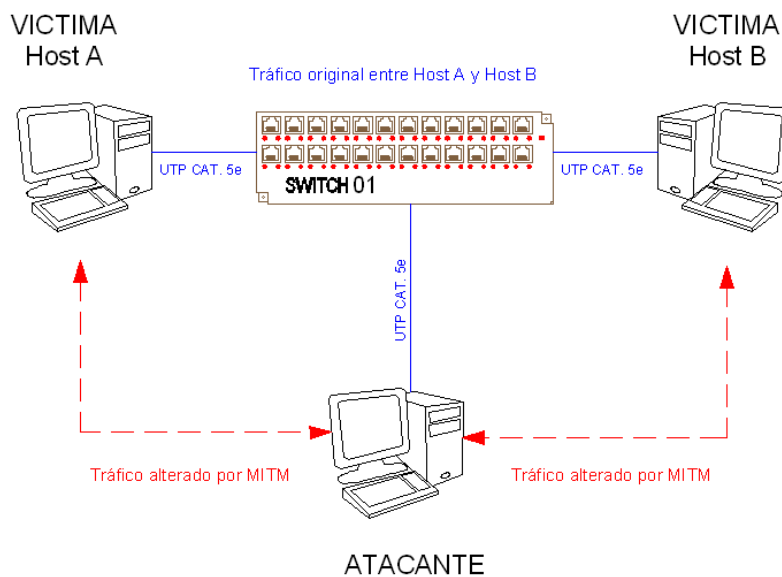 VICTIMA
Host A
VICTIMA
Host B
Tráfico original entre Host A y Host B
UTP CAT. 5e
UTP CAT. 5e
SWITCH 01
UTP CAT. 5e
Tráfico alterado por MITM
Tráfico alterado por MITM
ATACANTE